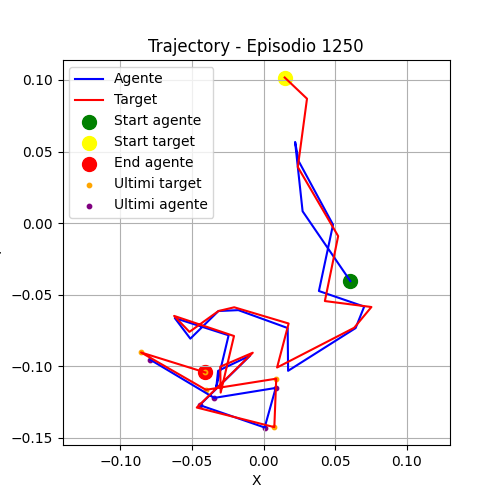 Trajectory - Episodio 1250
Agente
Target
Start agente
Start target
End agente
Ultimi target
Ultimi agente
0.10
0.05
0.00
−0.05
−0.10
−0.15
−0.10
−0.05
0.00
0.05
0.10
X